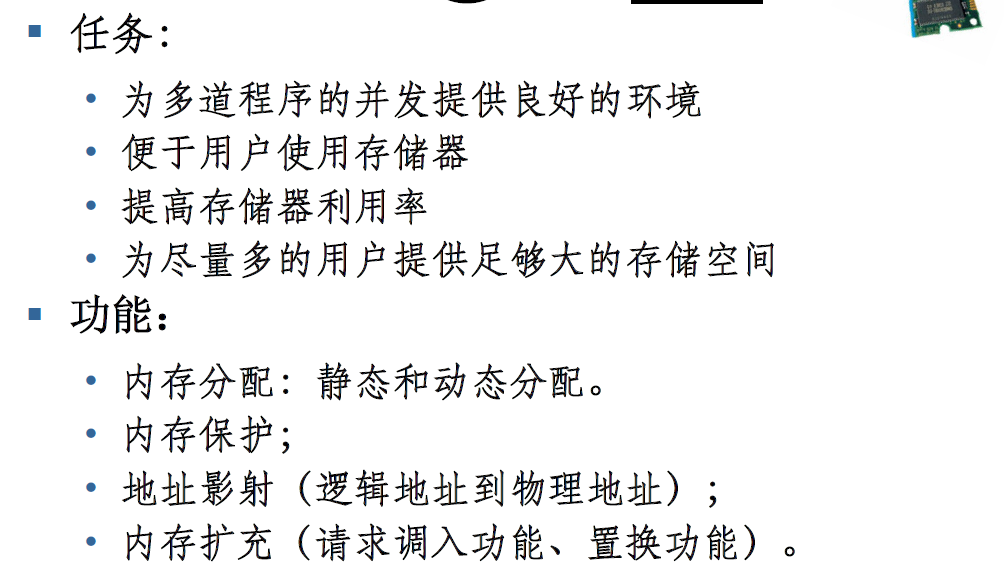 任务：
为多道程序的并发提供良好的环境
便于用户使用存储器
提高存储器利用率
为尽量多的用户提供足够大的存储空间
功能：
内存分配：静态和动态分配。
内存保护；
地址影射（逻辑地址到物理地址）；
内存扩充（请求调入功能、置换功能）。